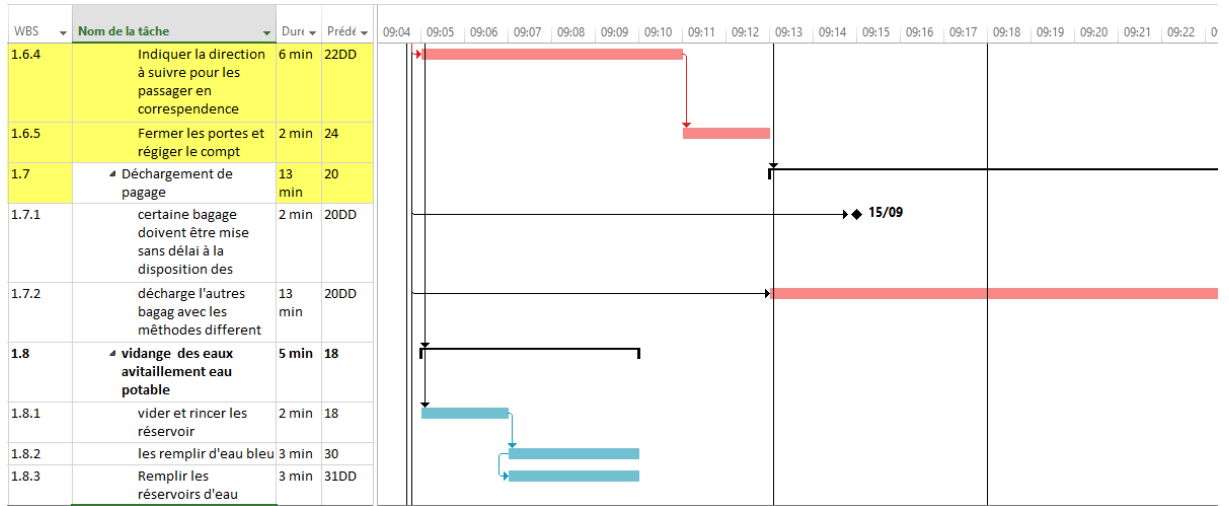 WBS Nom de la tâche Dure Prédé 09:04 09:05 09:06 09:07 09:08 09:09 09:10 09:11 09:12 09:13 09:14 09:15 09:16 09:17 09:18 09:19 09:20 09:21 09:22
1.6.4 Indiquer la direction 6 min 22DD
à suivre pour les
passager en
correspendence
1.6.5 Fermer les portes et 2 min 24
régiger le compt
1.7 Déchargement de 13 20
pagage min
1.7.1 certaine bagage 2 min 20DD 15/09
doivent être mise
sans délai à la
disposition des
1.7.2 décharge l'autres 13 20DD
bagag avec les min
mêthodes different
1.8 vidange des eaux 5 min 18
avitaillement eau
potable
1.8.1 vider et rincer les 2 min 18
réservoir
1.8.2 les remplir d'eau bleu 3 min 30
1.8.3 Remplir les 3 min 31DD
réservoirs d'eau